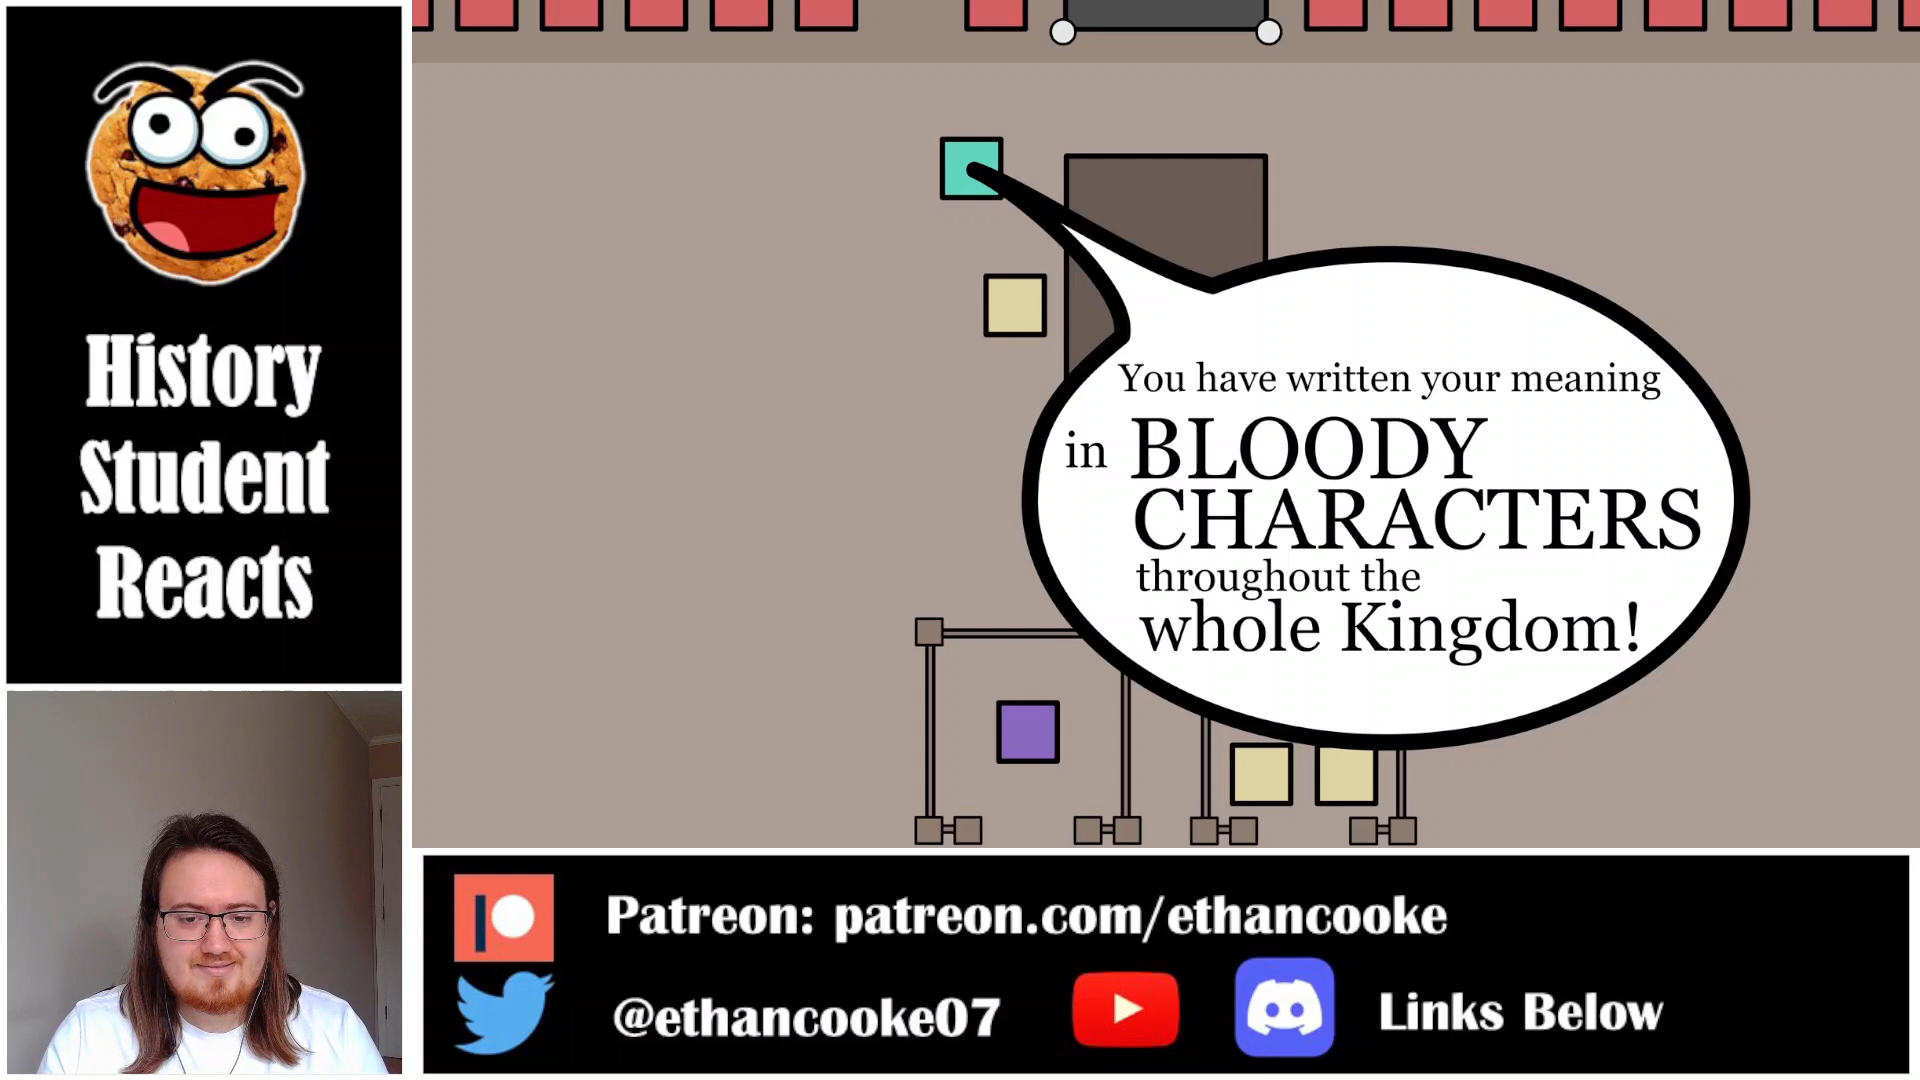 History
Student
Reacts
You have written your meaning
in BLOODY
CHARACTERS
throughout the
whole Kingdom!
Patreon: patreon.com/ethancooke
@ethancooke07
Links Below